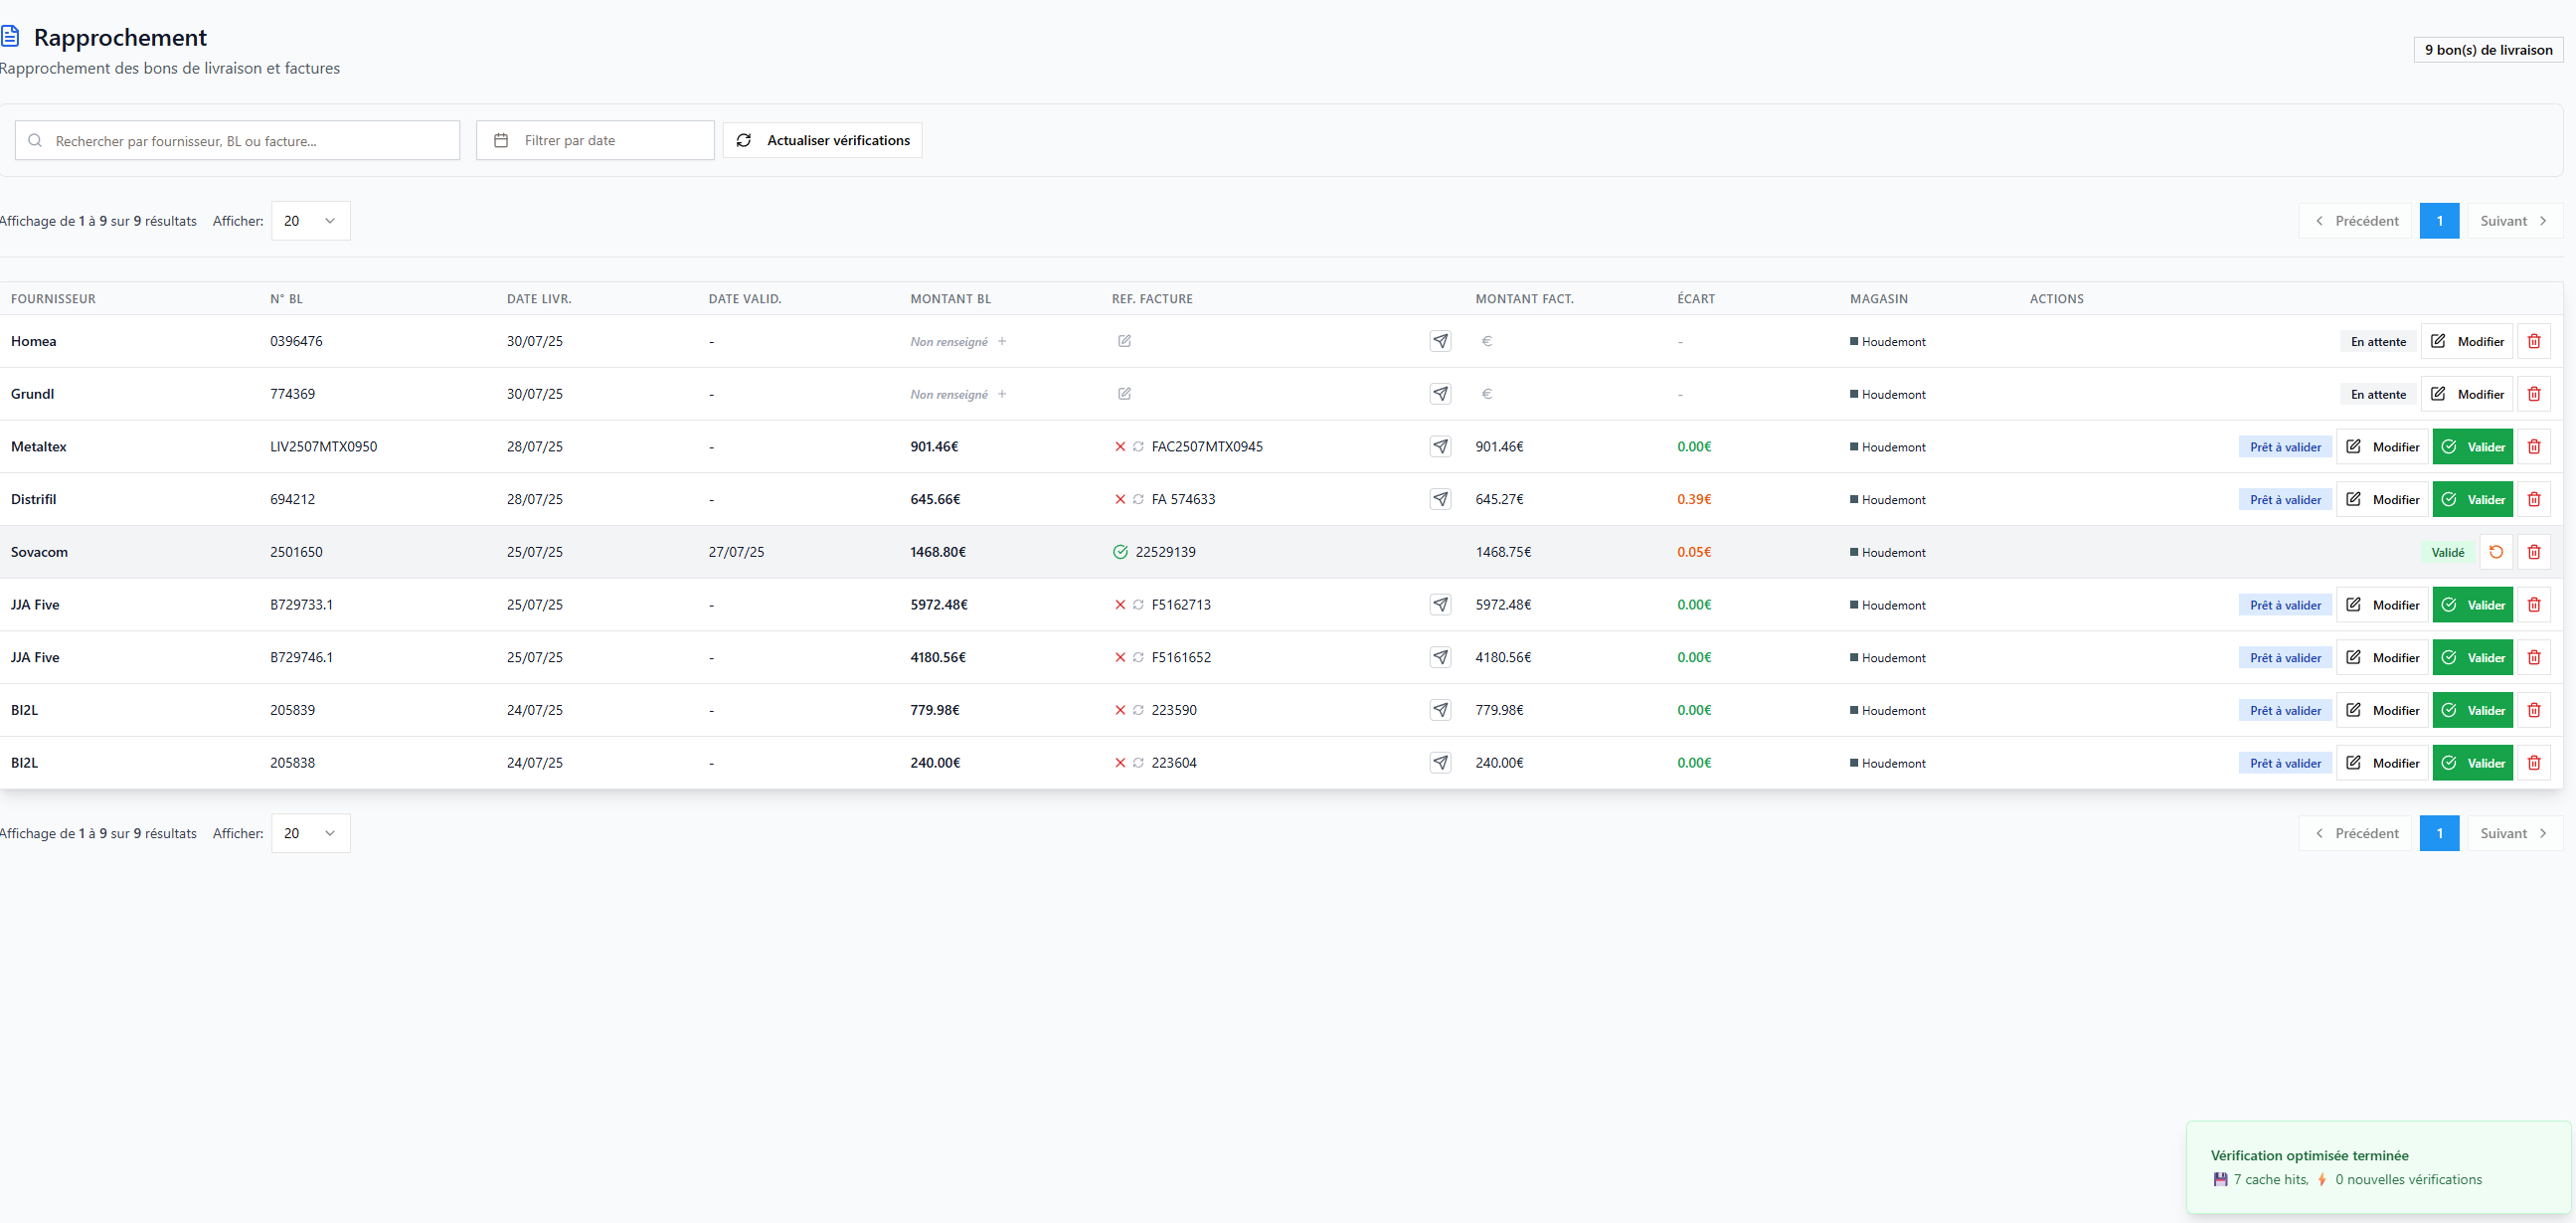 Rapprochement
Rapprochement des bons de livraison et factures
9 bon(s) de livraison
Rechercher par fournisseur, BL ou facture...
Filtrer par date
Actualiser vérifications
Affichage de 1 à 9 sur 9 résultats Afficher: 20
Précédent 1 Suivant
FOURNISSEUR N° BL DATE LIVR. DATE VALID. MONTANT BL REF. FACTURE MONTANT FACT. ÉCART MAGASIN ACTIONS
Homea 0396476 30/07/25 - Non renseigné + € - Houdemont En attente Modifier
Grundl 774369 30/07/25 - Non renseigné + € - Houdemont En attente Modifier
Metaltex LIV2507MTX0950 28/07/25 - 901.46€ FAC2507MTX0945 901.46€ 0.00€ Houdemont Prêt à valider Modifier Valider
Distrifil 694212 28/07/25 - 645.66€ FA 574633 645.27€ 0.39€ Houdemont Prêt à valider Modifier Valider
Sovacom 2501650 25/07/25 27/07/25 1468.80€ 22529139 1468.75€ 0.05€ Houdemont Validé
JJA Five B729733.1 25/07/25 - 5972.48€ F5162713 5972.48€ 0.00€ Houdemont Prêt à valider Modifier Valider
JJA Five B729746.1 25/07/25 - 4180.56€ F5161652 4180.56€ 0.00€ Houdemont Prêt à valider Modifier Valider
BI2L 205839 24/07/25 - 779.98€ 223590 779.98€ 0.00€ Houdemont Prêt à valider Modifier Valider
BI2L 205838 24/07/25 - 240.00€ 223604 240.00€ 0.00€ Houdemont Prêt à valider Modifier Valider
Affichage de 1 à 9 sur 9 résultats Afficher: 20
Précédent 1 Suivant
Vérification optimisée terminée
7 cache hits, 0 nouvelles vérifications